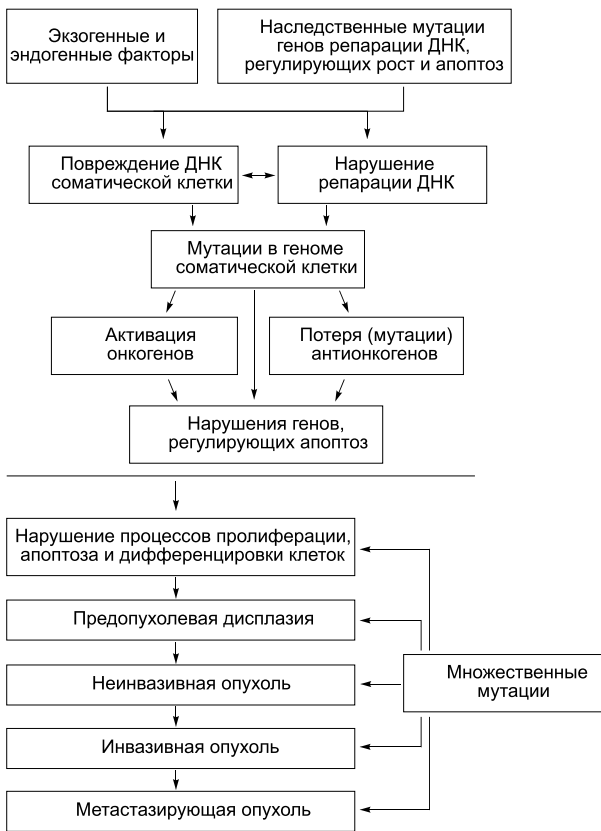 Экзогенные и
эндогенные факторы
Наследственные мутации
генов репарации ДНК,
регулирующих рост и апоптоз
Повреждение ДНК
соматической клетки
Нарушение
репарации ДНК
Мутации в геноме
соматической клетки
Активация
онкогенов
Потеря (мутации)
антионкогенов
Нарушения генов,
регулирующих апоптоз
Нарушение процессов пролиферации,
апоптоза и дифференцировки клеток
Предопухолевая дисплазия
Неинвазивная опухоль
Множественные
мутации
Инвазивная опухоль
Метастазирующая опухоль